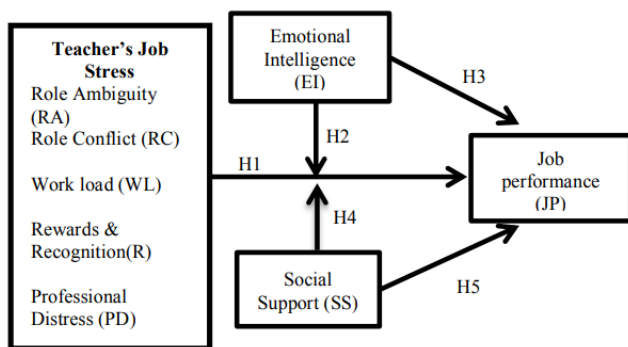 Teacher's Job
Stress
Role Ambiguity
(RA)
Role Conflict (RC)
Work load (WL)
Rewards &
Recognition(R)
Professional
Distress (PD)
Emotional
Intelligence
(EI)
H3
H2
H1
Job
performance
(JP)
H4
Social
Support (SS)
H5